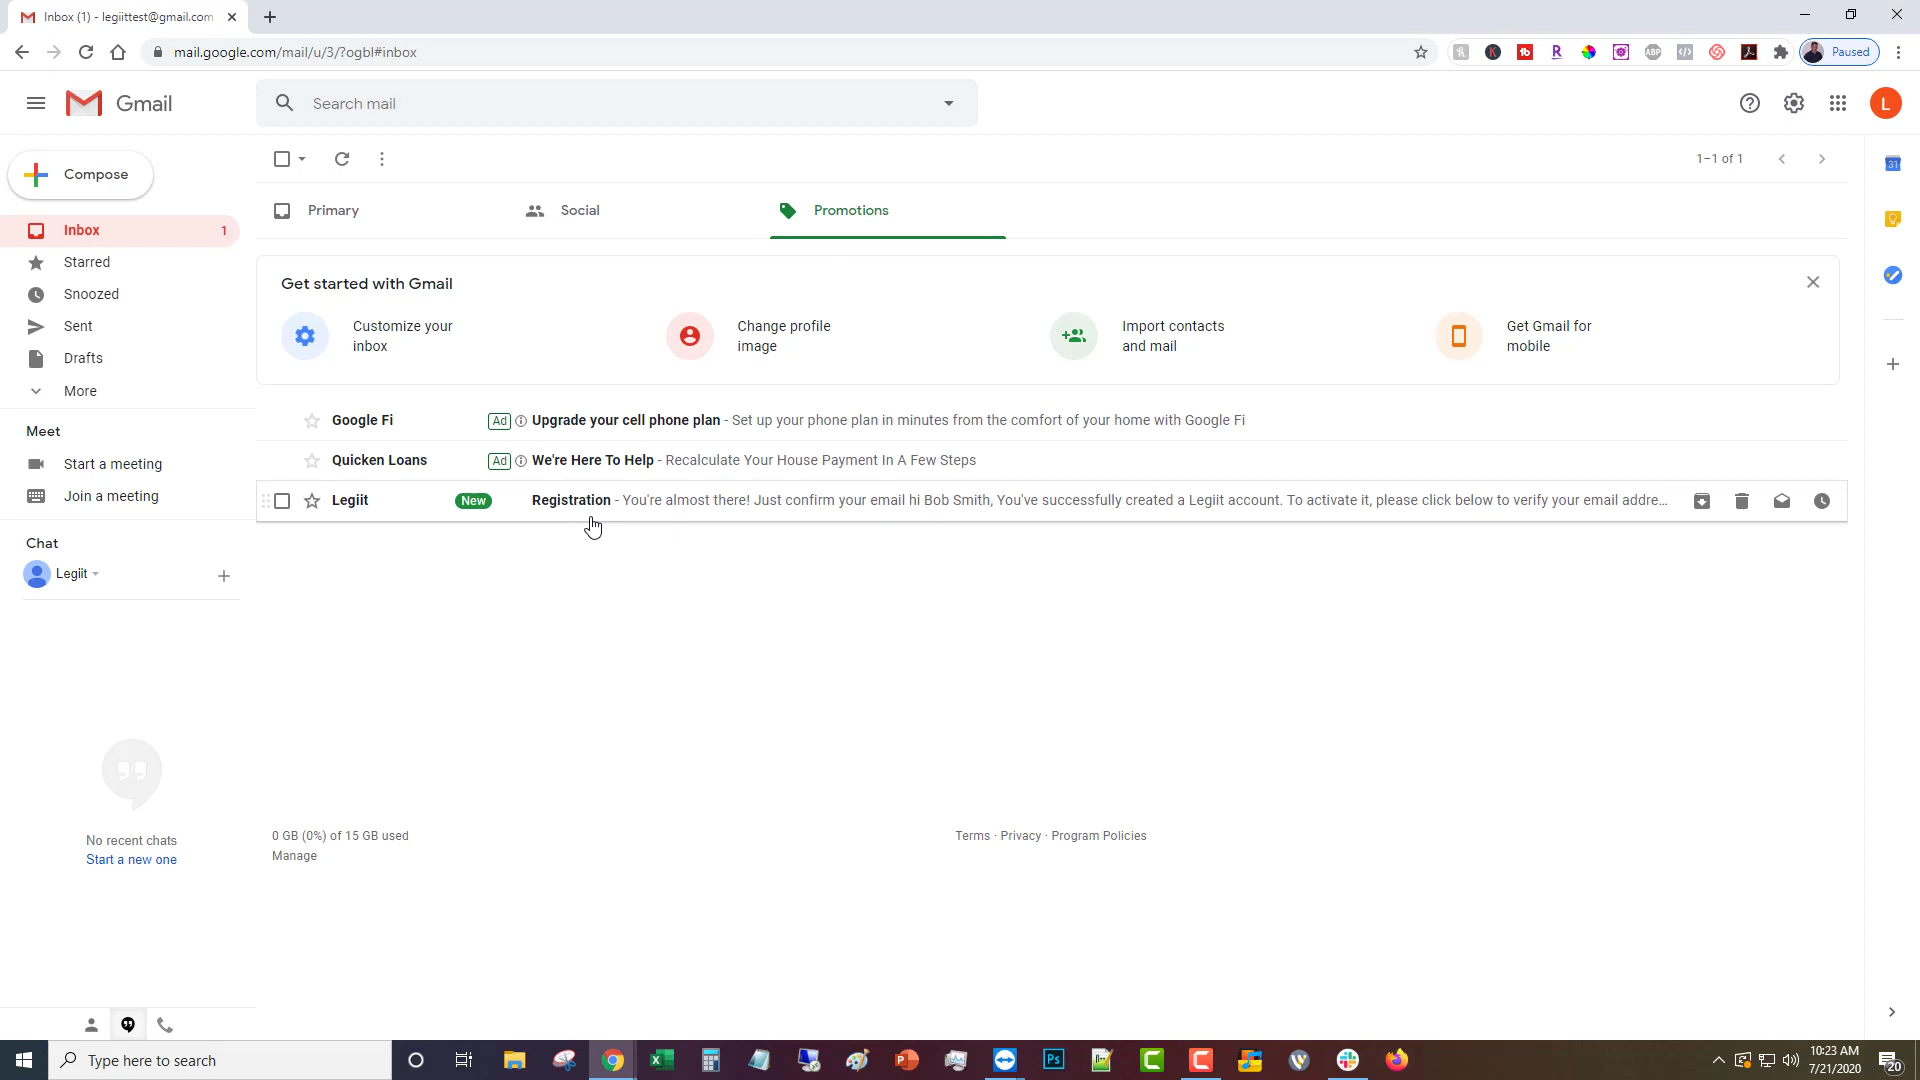 Inbox (1) - legiittest@gmail.com
mail.google.com/mail/u/3/?ogbl#inbox
Paused
Gmail
Search mail
L
Compose
1–1 of 1
31
Primary
Social
Promotions
Inbox 1
Starred
Snoozed
Sent
Drafts
More
Get started with Gmail
Customize your
inbox
Change profile
image
Import contacts
and mail
Get Gmail for
mobile
Google Fi Ad Upgrade your cell phone plan - Set up your phone plan in minutes from the comfort of your home with Google Fi
Quicken Loans Ad We're Here To Help - Recalculate Your House Payment In A Few Steps
Legiit New Registration - You're almost there! Just confirm your email hi Bob Smith, You've successfully created a Legiit account. To activate it, please click below to verify your email addre...
Meet
Start a meeting
Join a meeting
Chat
Legiit
No recent chats
Start a new one
0 GB (0%) of 15 GB used
Manage
Terms · Privacy · Program Policies
Type here to search
Ps
10:23 AM
7/21/2020
20